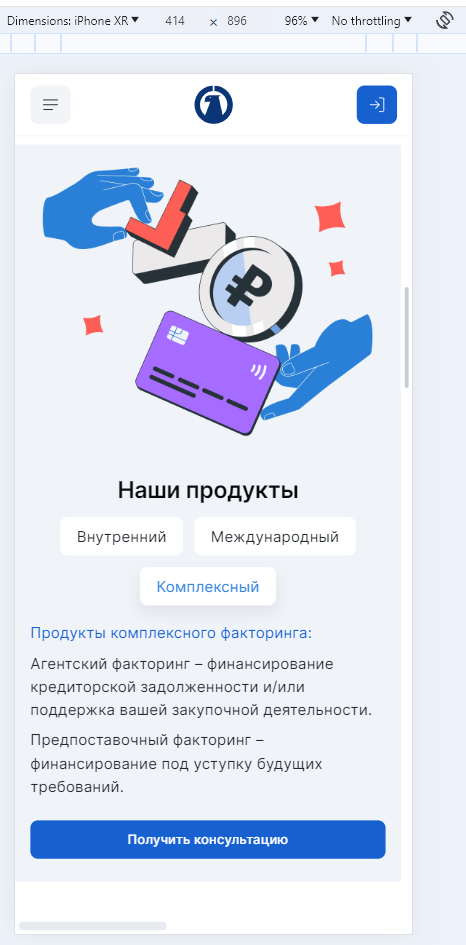 Dimensions: iPhone XR ▼ 414 × 896 96% ▼ No throttling ▼
₽
Наши продукты
Внутренний Международный
Комплексный
Продукты комплексного факторинга:
Агентский факторинг – финансирование
кредиторской задолженности и/или
поддержка вашей закупочной деятельности.
Предпоставочный факторинг –
финансирование под уступку будущих
требований.
Получить консультацию